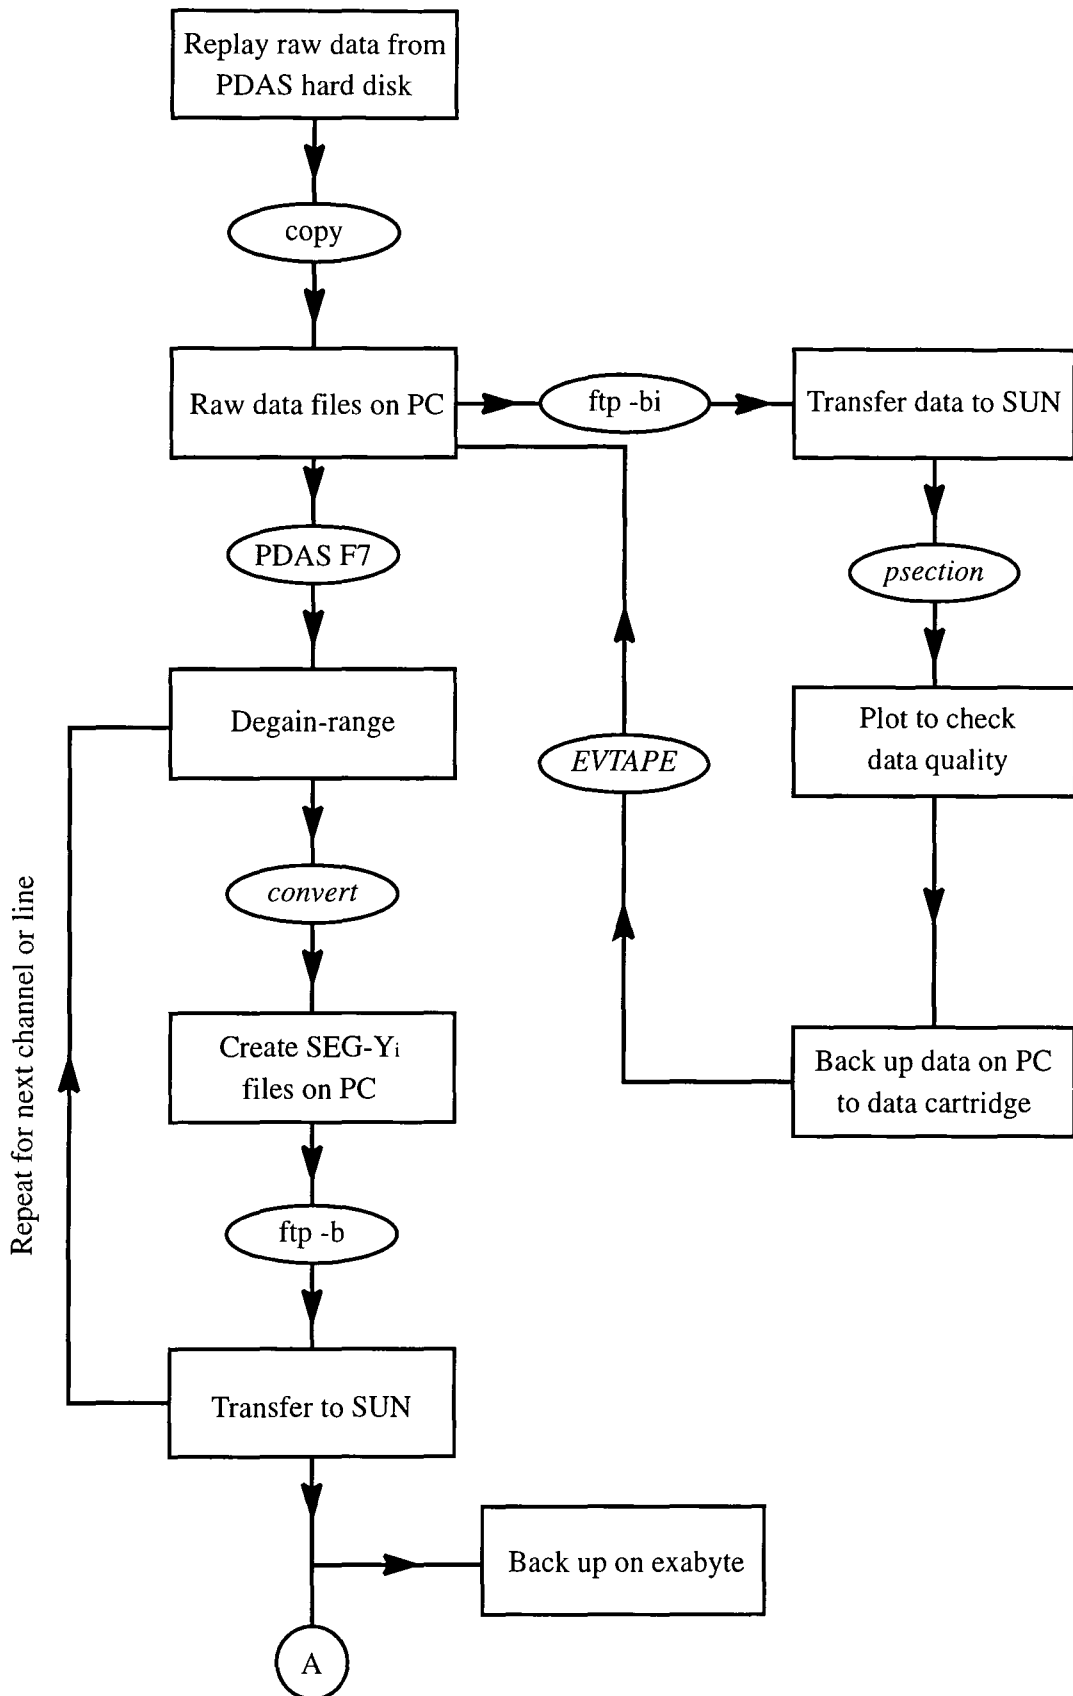 Replay raw data from
PDAS hard disk
copy
Raw data files on PC
ftp -bi
Transfer data to SUN
PDAS F7
psection
Degain-range
Plot to check
data quality
EVTAPE
convert
Repeat for next channel or line
Create SEG-Yi
files on PC
Back up data on PC
to data cartridge
ftp -b
Transfer to SUN
Back up on exabyte
A